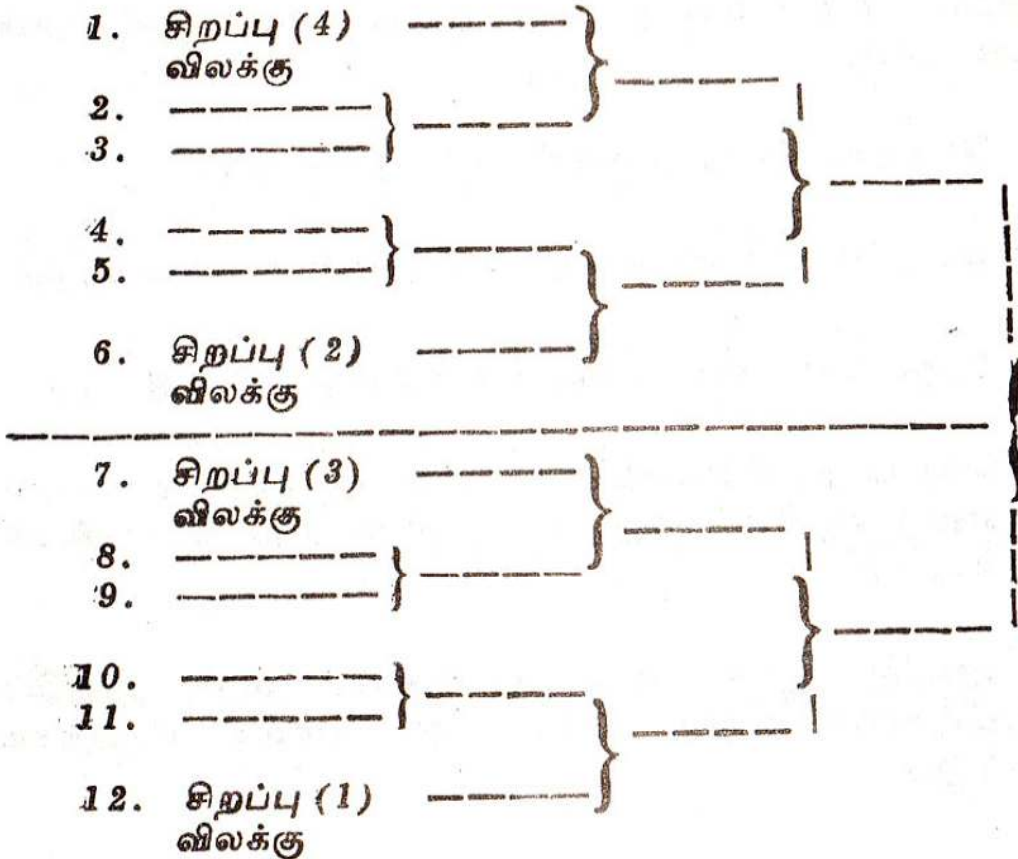 1. சிறப்பு (4)
விலக்கு
2.
3.
4.
5.
6. சிறப்பு (2)
விலக்கு
7. சிறப்பு (3)
விலக்கு
8.
9.
10.
11.
12. சிறப்பு (1)
விலக்கு